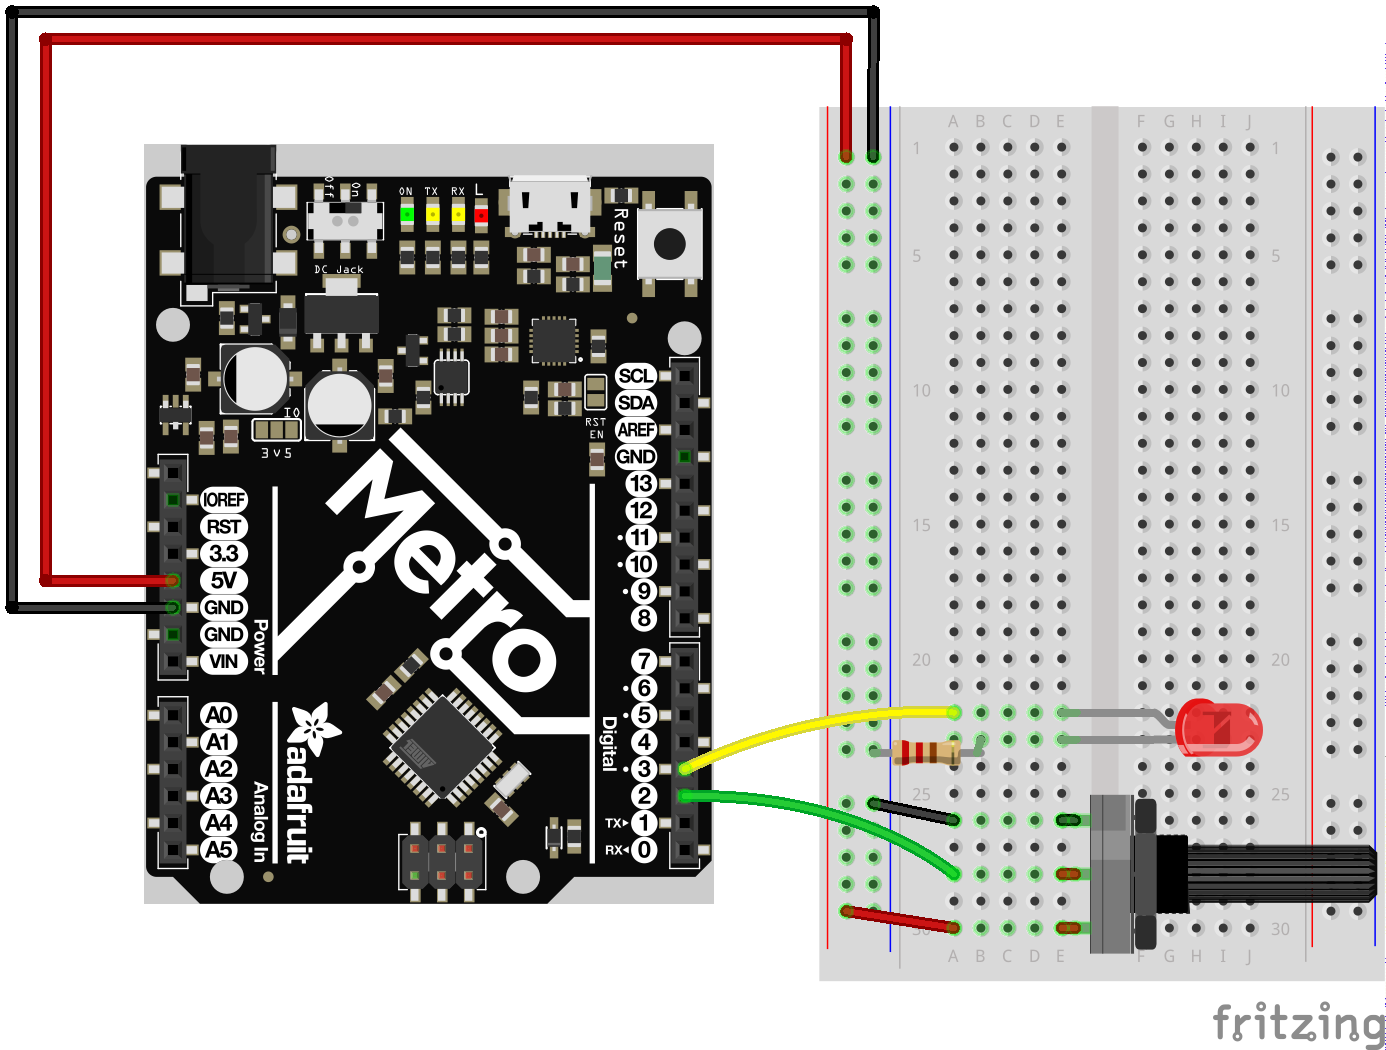 Off
On
ON TX RX L
Reset
DC Jack
IO
3V5
RST
EN
SCL
SDA
AREF
GND
13
12
11
10
9
8
7
6
5
4
3
2
TX 1
RX 0
Digital
IOREF
RST
3.3
5V
GND
GND
VIN
Power
A0
A1
A2
A3
A4
A5
Analog In
Metro
adafruit
A B C D E F G H I J
1 1
5 5
10 10
15 15
20 20
25 25
30 30
A B C D E F G H I J
fritzing